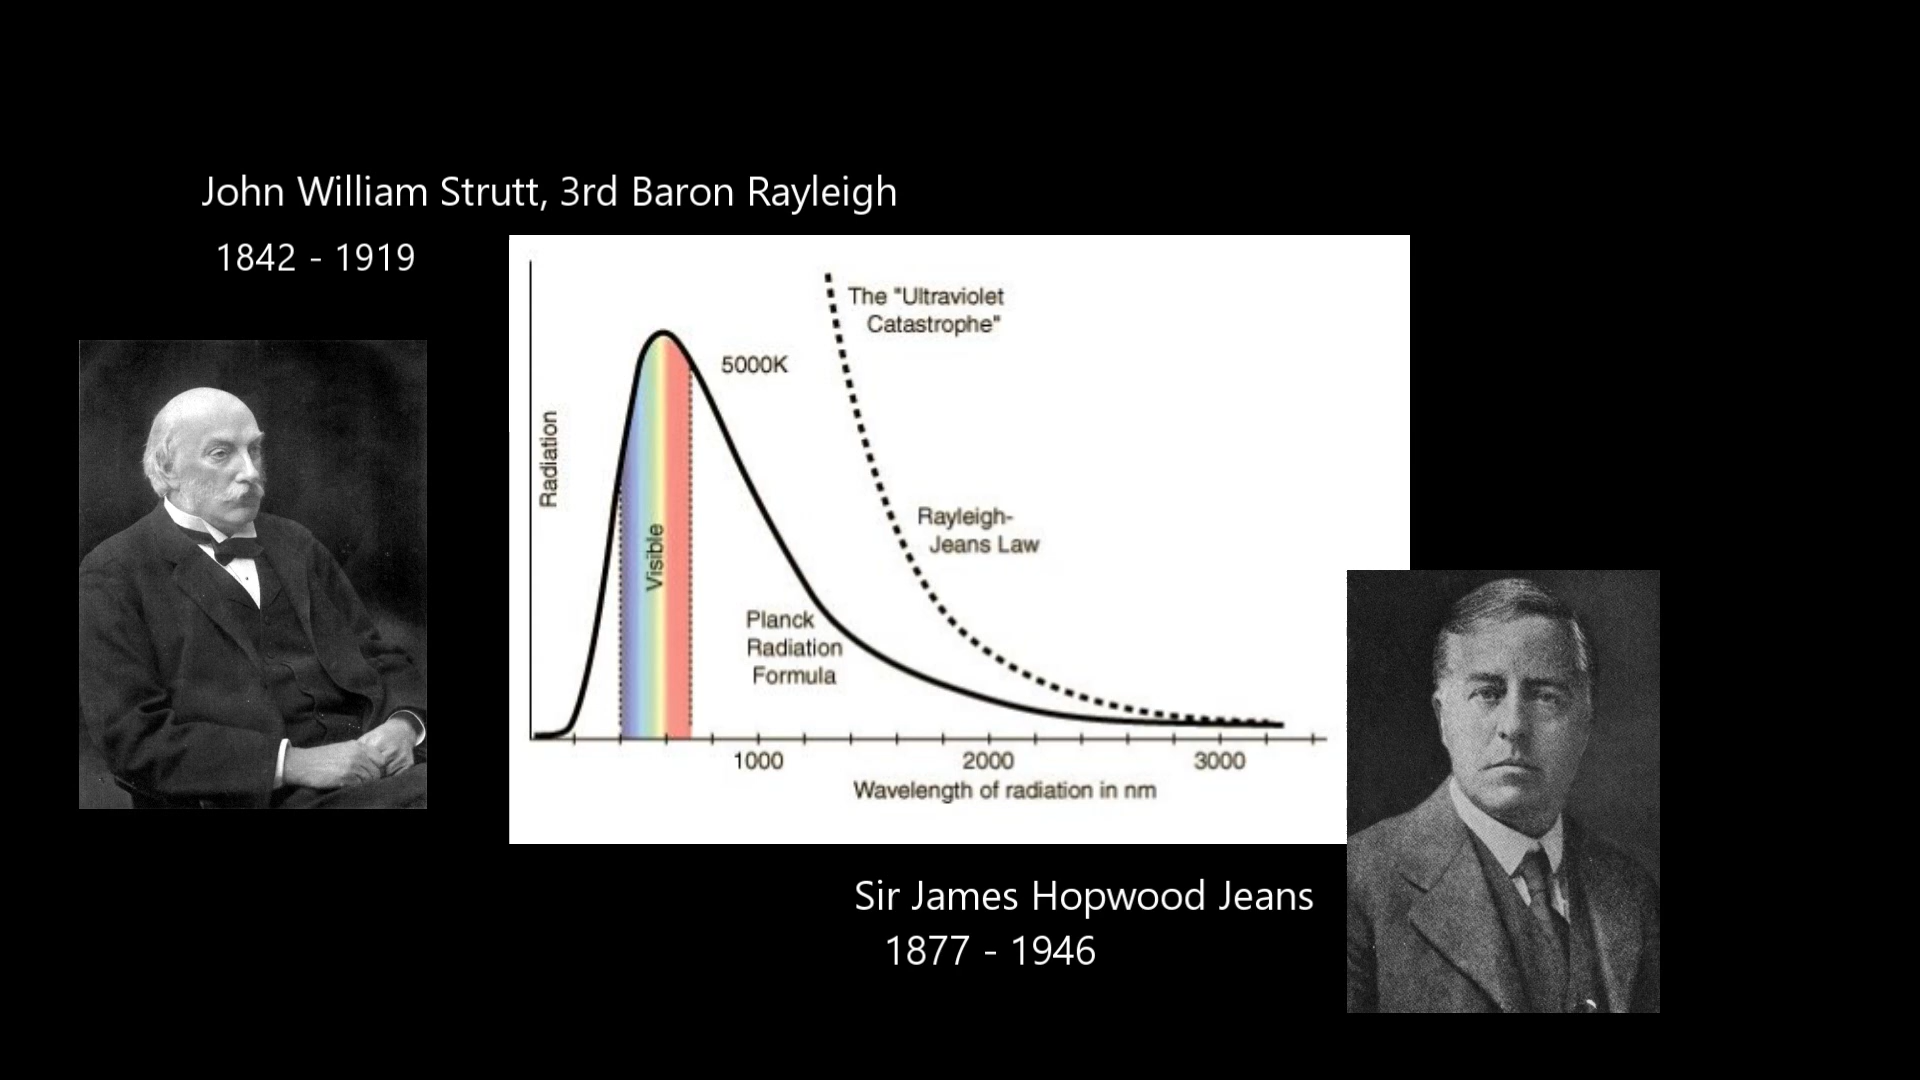 John William Strutt, 3rd Baron Rayleigh
1842 - 1919
The "Ultraviolet
Catastrophe"
5000K
Radiation
Visible
Rayleigh-
Jeans Law
Planck
Radiation
Formula
1000 2000 3000
Wavelength of radiation in nm
Sir James Hopwood Jeans
1877 - 1946